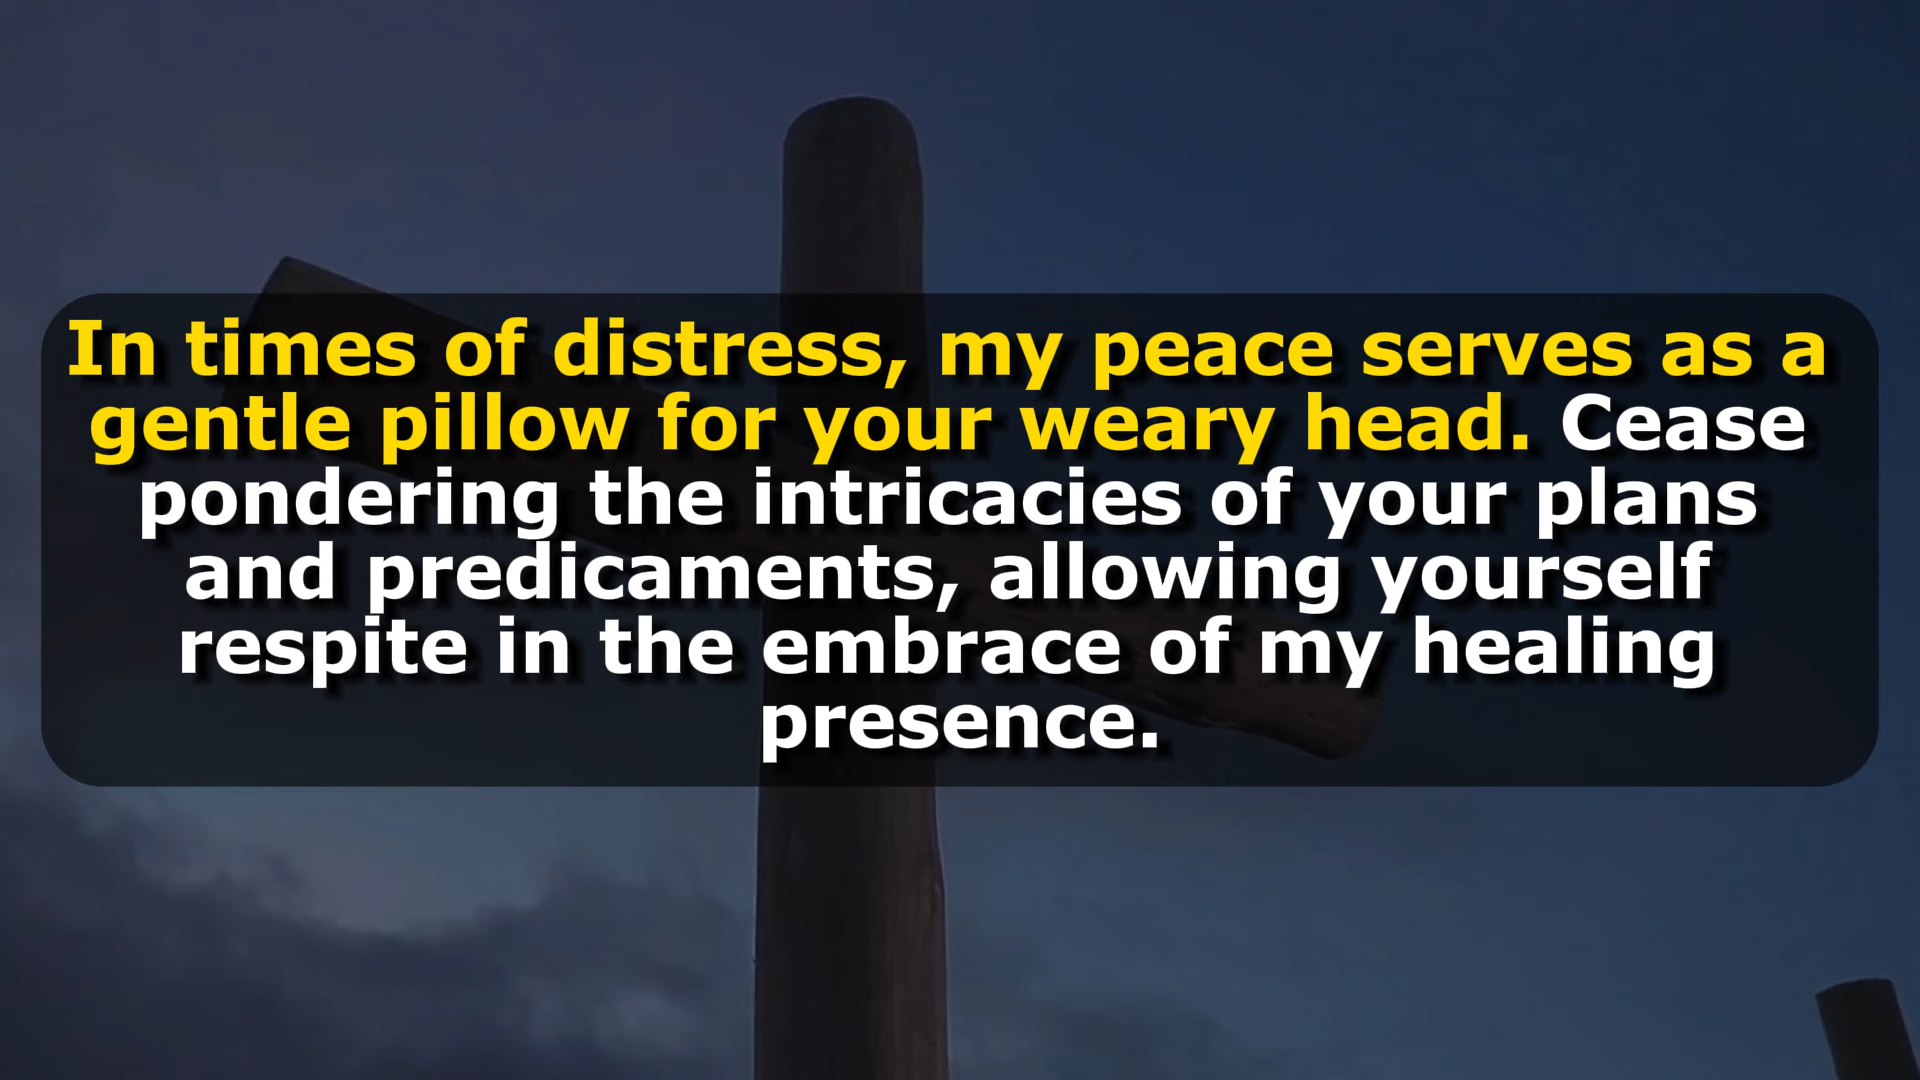 In times of distress, my peace serves as a
gentle pillow for your weary head. Cease
pondering the intricacies of your plans
and predicaments, allowing yourself
respite in the embrace of my healing
presence.